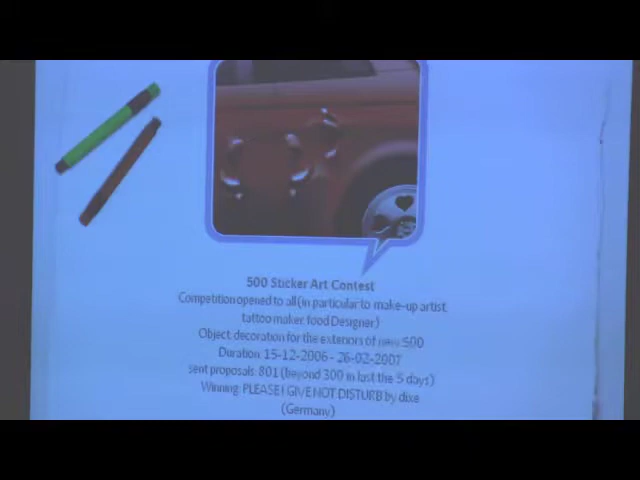 500 Sticker Art Contest
Competition opened to all (in particular to make-up artist,
tattoo maker, food Designer)
Object: decoration for the exteriors of new 500
Duration: 15-12-2006 - 26-02-2007
sent proposals: 801 (beyond 300 in last the 5 days)
Winning: PLEASE! GIVE NOT DISTURB by dixe
(Germany)